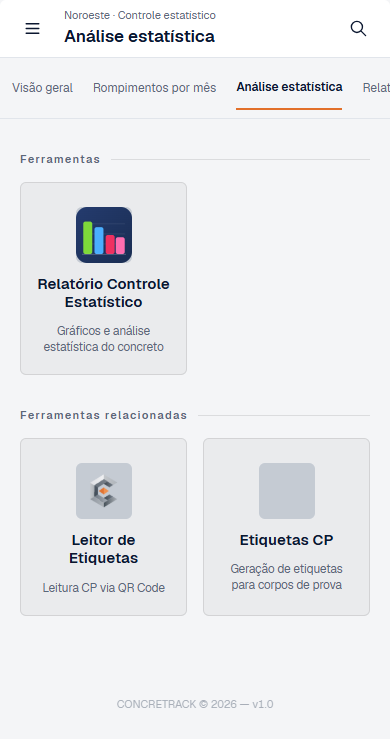 Noroeste · Controle estatístico
Análise estatística
Visão geral
Rompimentos por mês
Análise estatística
Relat
Ferramentas
Relatório Controle
Estatístico
Gráficos e análise
estatística do concreto
Ferramentas relacionadas
Leitor de
Etiquetas
Leitura CP via QR Code
Etiquetas CP
Geração de etiquetas
para corpos de prova
CONCRETRACK © 2026 — v1.0